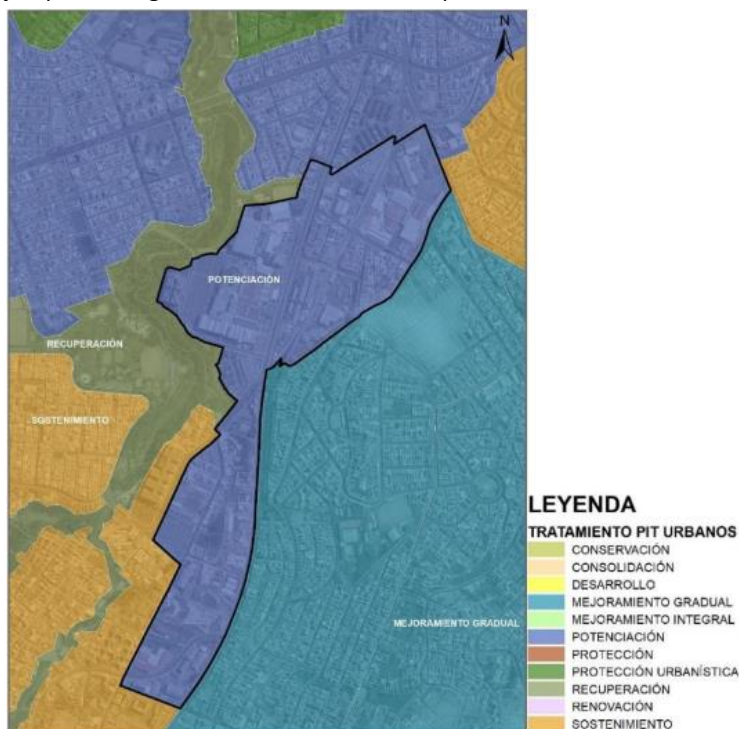 N
POTENCIACIÓN
RECUPERACIÓN
SOSTENIMIENTO
MEJORAMIENTO GRADUAL
LEYENDA
TRATAMIENTO PIT URBANOS
CONSERVACIÓN
CONSOLIDACIÓN
DESARROLLO
MEJORAMIENTO GRADUAL
MEJORAMIENTO INTEGRAL
POTENCIACIÓN
PROTECCIÓN
PROTECCIÓN URBANÍSTICA
RECUPERACIÓN
RENOVACIÓN
SOSTENIMIENTO